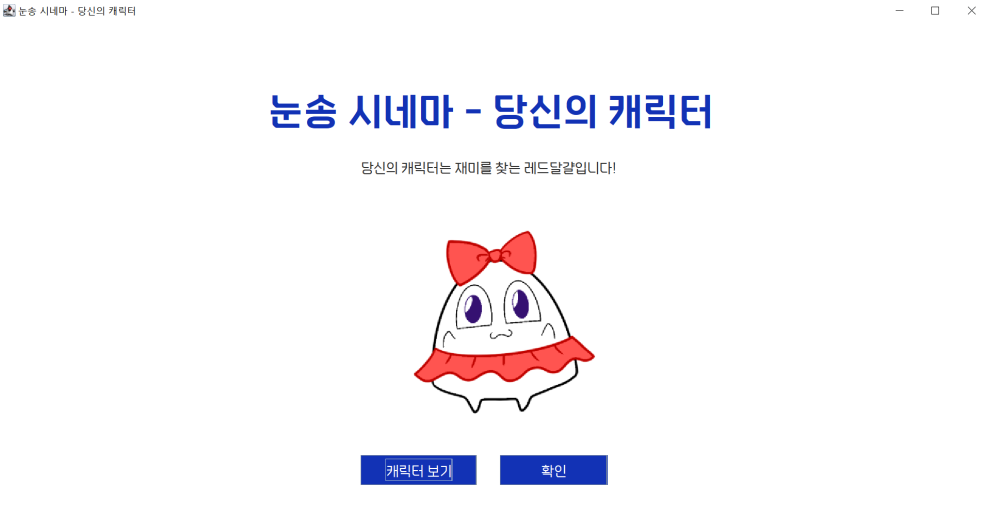 눈송 시네마 - 당신의 캐릭터
눈송 시네마 - 당신의 캐릭터
당신의 캐릭터는 재미를 찾는 레드달걀입니다!
캐릭터 보기
확인